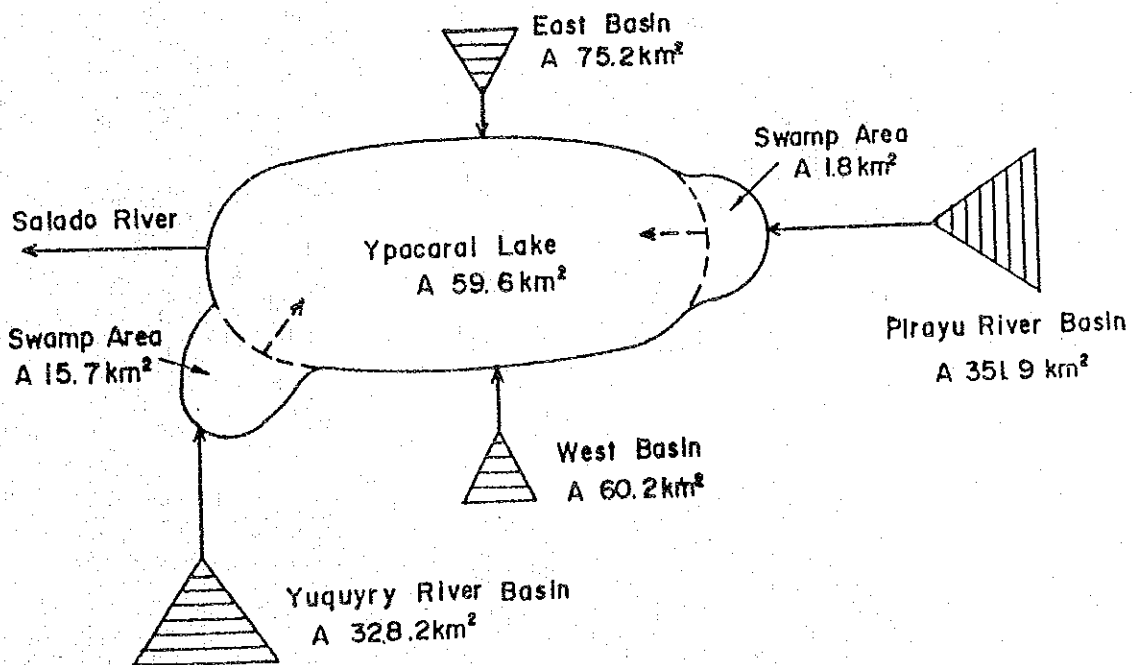 East Basin
A 75.2km²
Swamp Area
A 1.8km²
Salado River
Ypacaral Lake
A 59.6km²
Swamp Area
A 15.7km²
Pirayu River Basin
A 351.9 km²
West Basin
A 60.2km²
Yuquyry River Basin
A 328.2km²